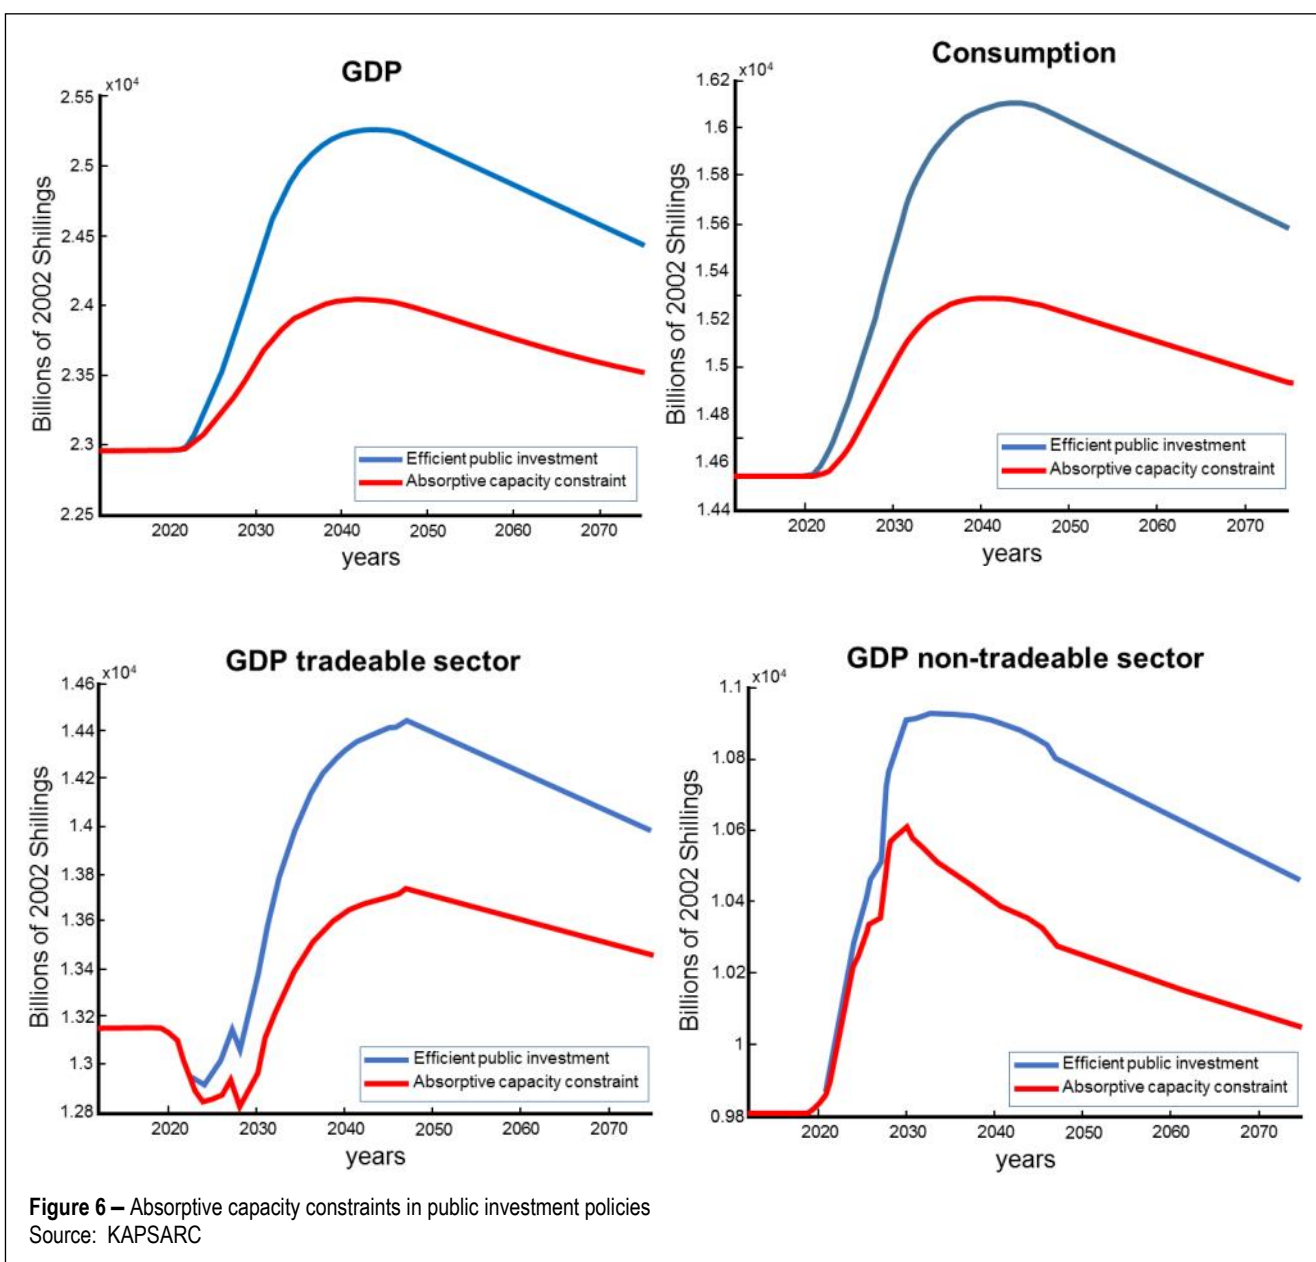 GDP
x10⁴
2.55
2.5
2.45
2.4
2.35
2.3
2.25
Billions of 2002 Shillings
Efficient public investment
Absorptive capacity constraint
2020 2030 2040 2050 2060 2070
years
Consumption
x10⁴
1.62
1.6
1.58
1.56
1.54
1.52
1.5
1.48
1.46
1.44
Billions of 2002 Shillings
Efficient public investment
Absorptive capacity constraint
2020 2030 2040 2050 2060 2070
years
GDP tradeable sector
x10⁴
1.46
1.44
1.42
1.4
1.38
1.36
1.34
1.32
1.3
1.28
Billions of 2002 Shillings
Efficient public investment
Absorptive capacity constraint
2020 2030 2040 2050 2060 2070
years
GDP non-tradeable sector
x10⁴
1.1
1.08
1.06
1.04
1.02
1
0.98
Billions of 2002 Shillings
Efficient public investment
Absorptive capacity constraint
2020 2030 2040 2050 2060 2070
years
Figure 6 – Absorptive capacity constraints in public investment policies
Source: KAPSARC